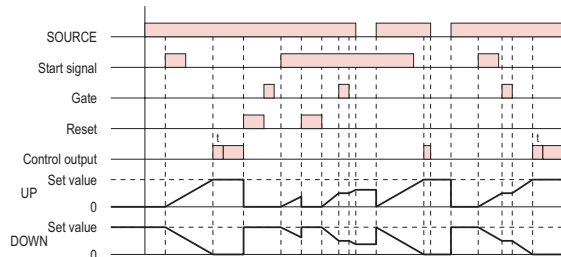 SOURCE
Start signal
Gate
Reset
t
t
Control output
Set value
UP
0
Set value
DOWN
0